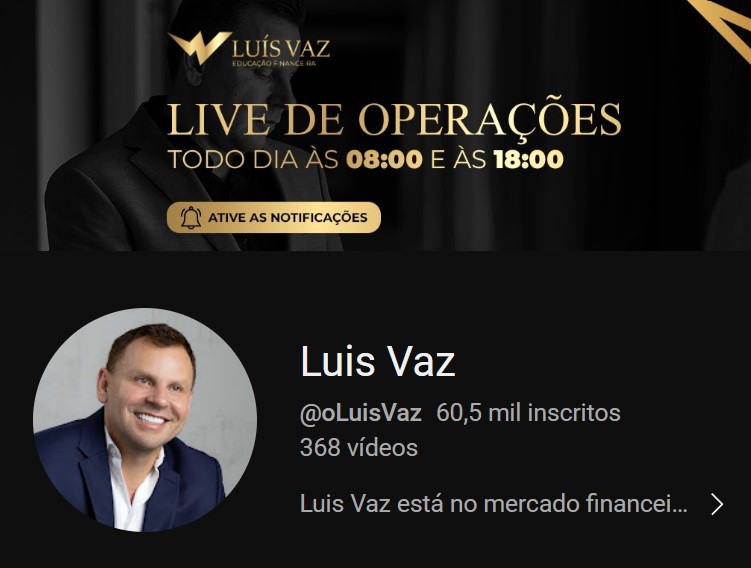 LUÍS VAZ
EDUCAÇÃO FINANCEIRA
LIVE DE OPERAÇÕES
TODO DIA ÀS 08:00 E ÀS 18:00
ATIVE AS NOTIFICAÇÕES
Luis Vaz
@oLuisVaz 60,5 mil inscritos
368 vídeos
Luis Vaz está no mercado financei...